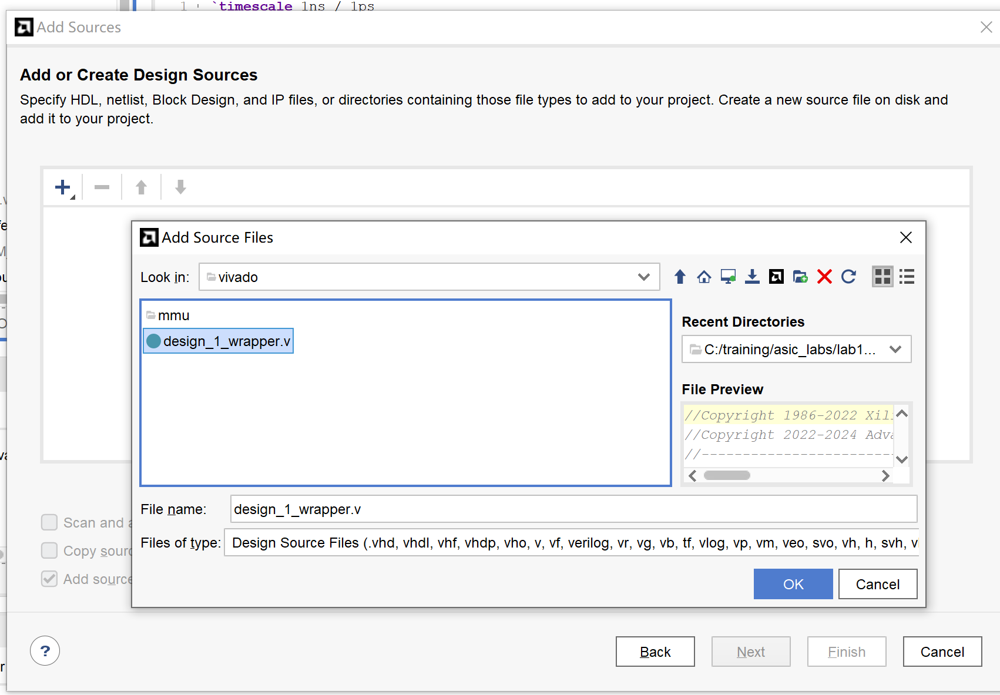 1 `timescale 1ns / 1ps
Add Sources
Add or Create Design Sources
Specify HDL, netlist, Block Design, and IP files, or directories containing those file types to add to your project. Create a new source file on disk and
add it to your project.
Add Source Files
Look in: vivado
mmu
design_1_wrapper.v
Recent Directories
C:/training/asic_labs/lab1...
File Preview
//Copyright 1986-2022 Xili
//Copyright 2022-2024 Adva
//------------------------
File name: design_1_wrapper.v
Files of type: Design Source Files (.vhd, vhdl, vhf, vhdp, vho, v, vf, verilog, vr, vg, vb, tf, vlog, vp, vm, veo, svo, vh, h, svh, v
Scan and a
Copy sourc
Add source
OK Cancel
? Back Next Finish Cancel